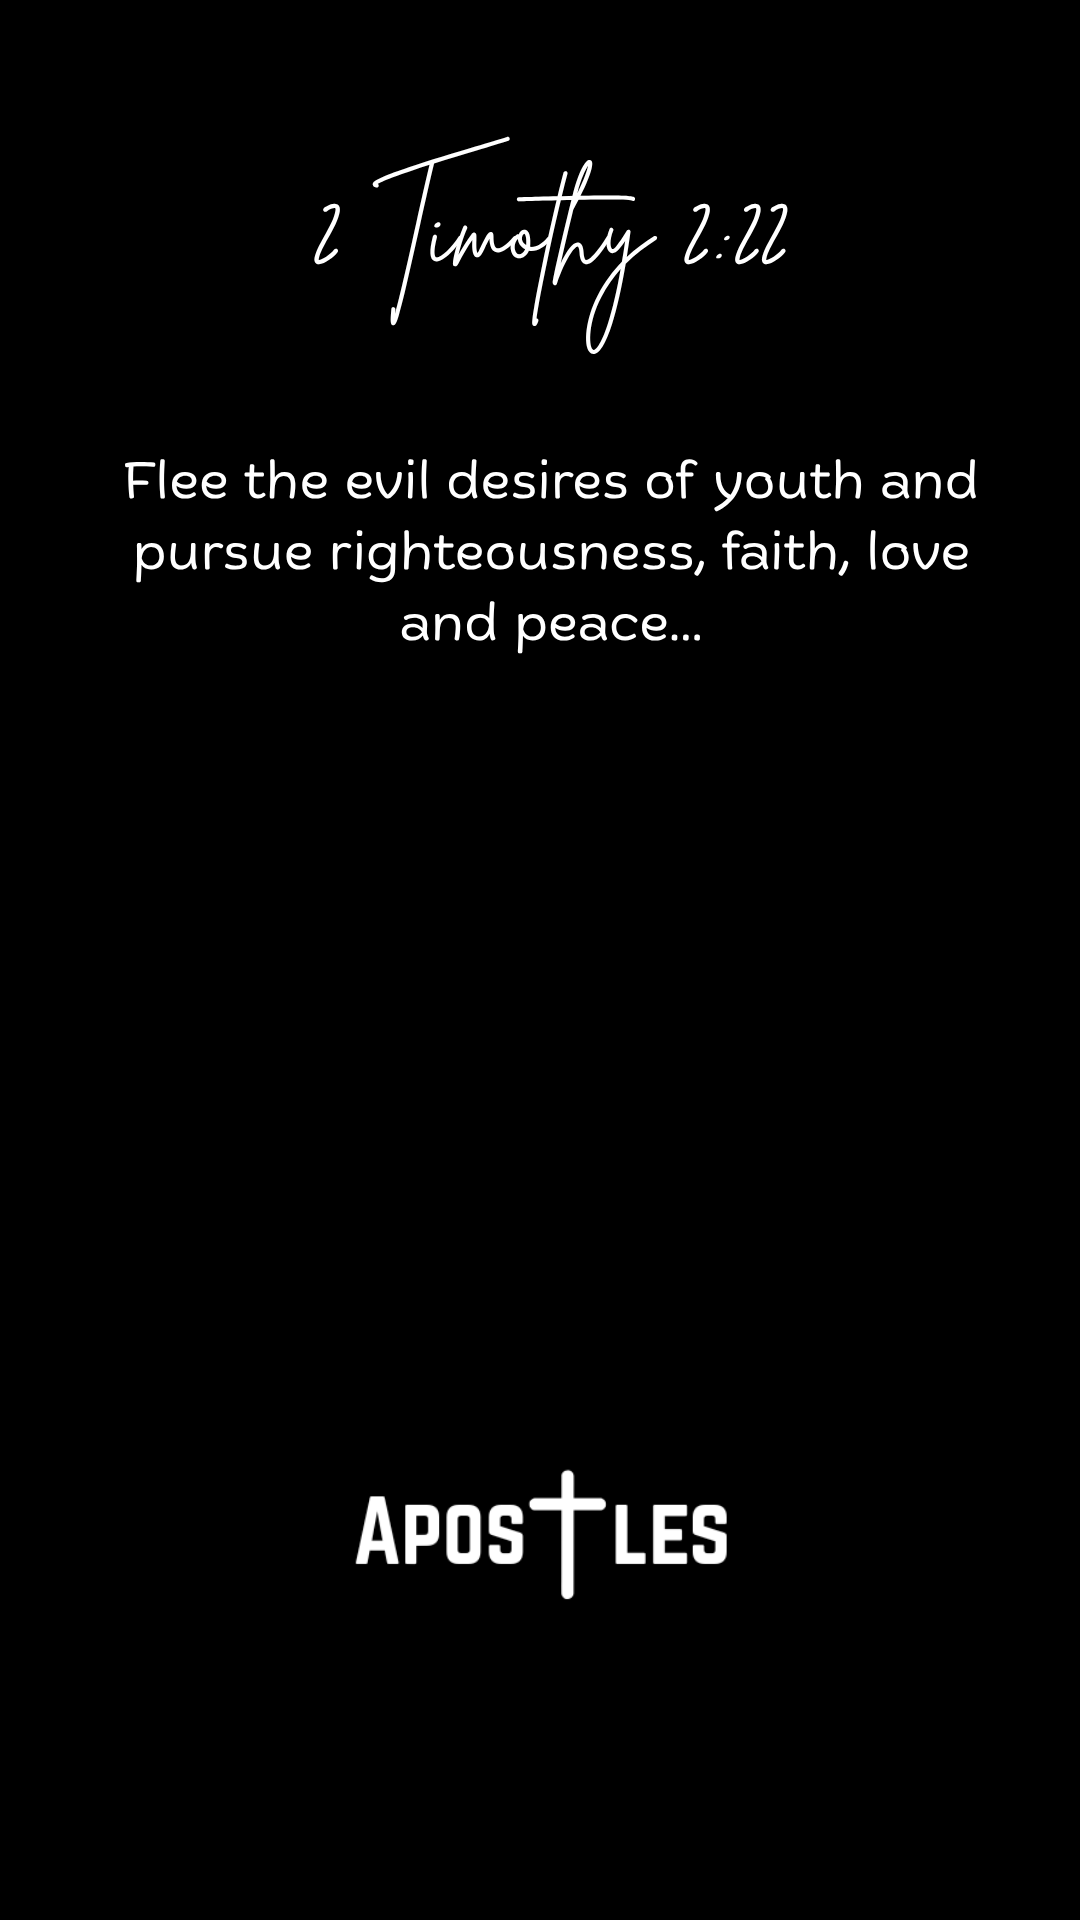 2 Timothy 2:22
Flee the evil desires of youth and
pursue righteousness, faith, love
and peace...
APOSTLES